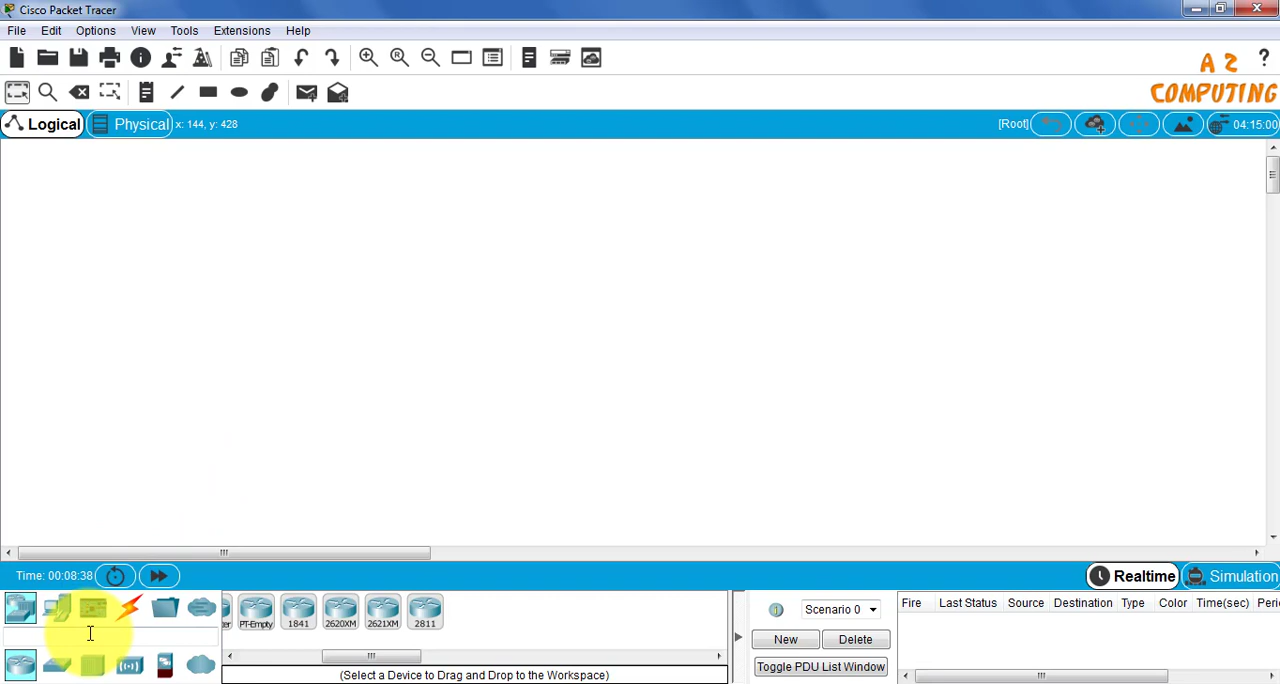 Cisco Packet Tracer
File Edit Options View Tools Extensions Help
A Z
COMPUTING
Logical Physical x: 144, y: 428 [Root] 04:15:00
Time: 00:08:38 Realtime Simulation
PT-Empty 1841 2620XM 2621XM 2811
(Select a Device to Drag and Drop to the Workspace)
Scenario 0
New Delete
Toggle PDU List Window
Fire Last Status Source Destination Type Color Time(sec)